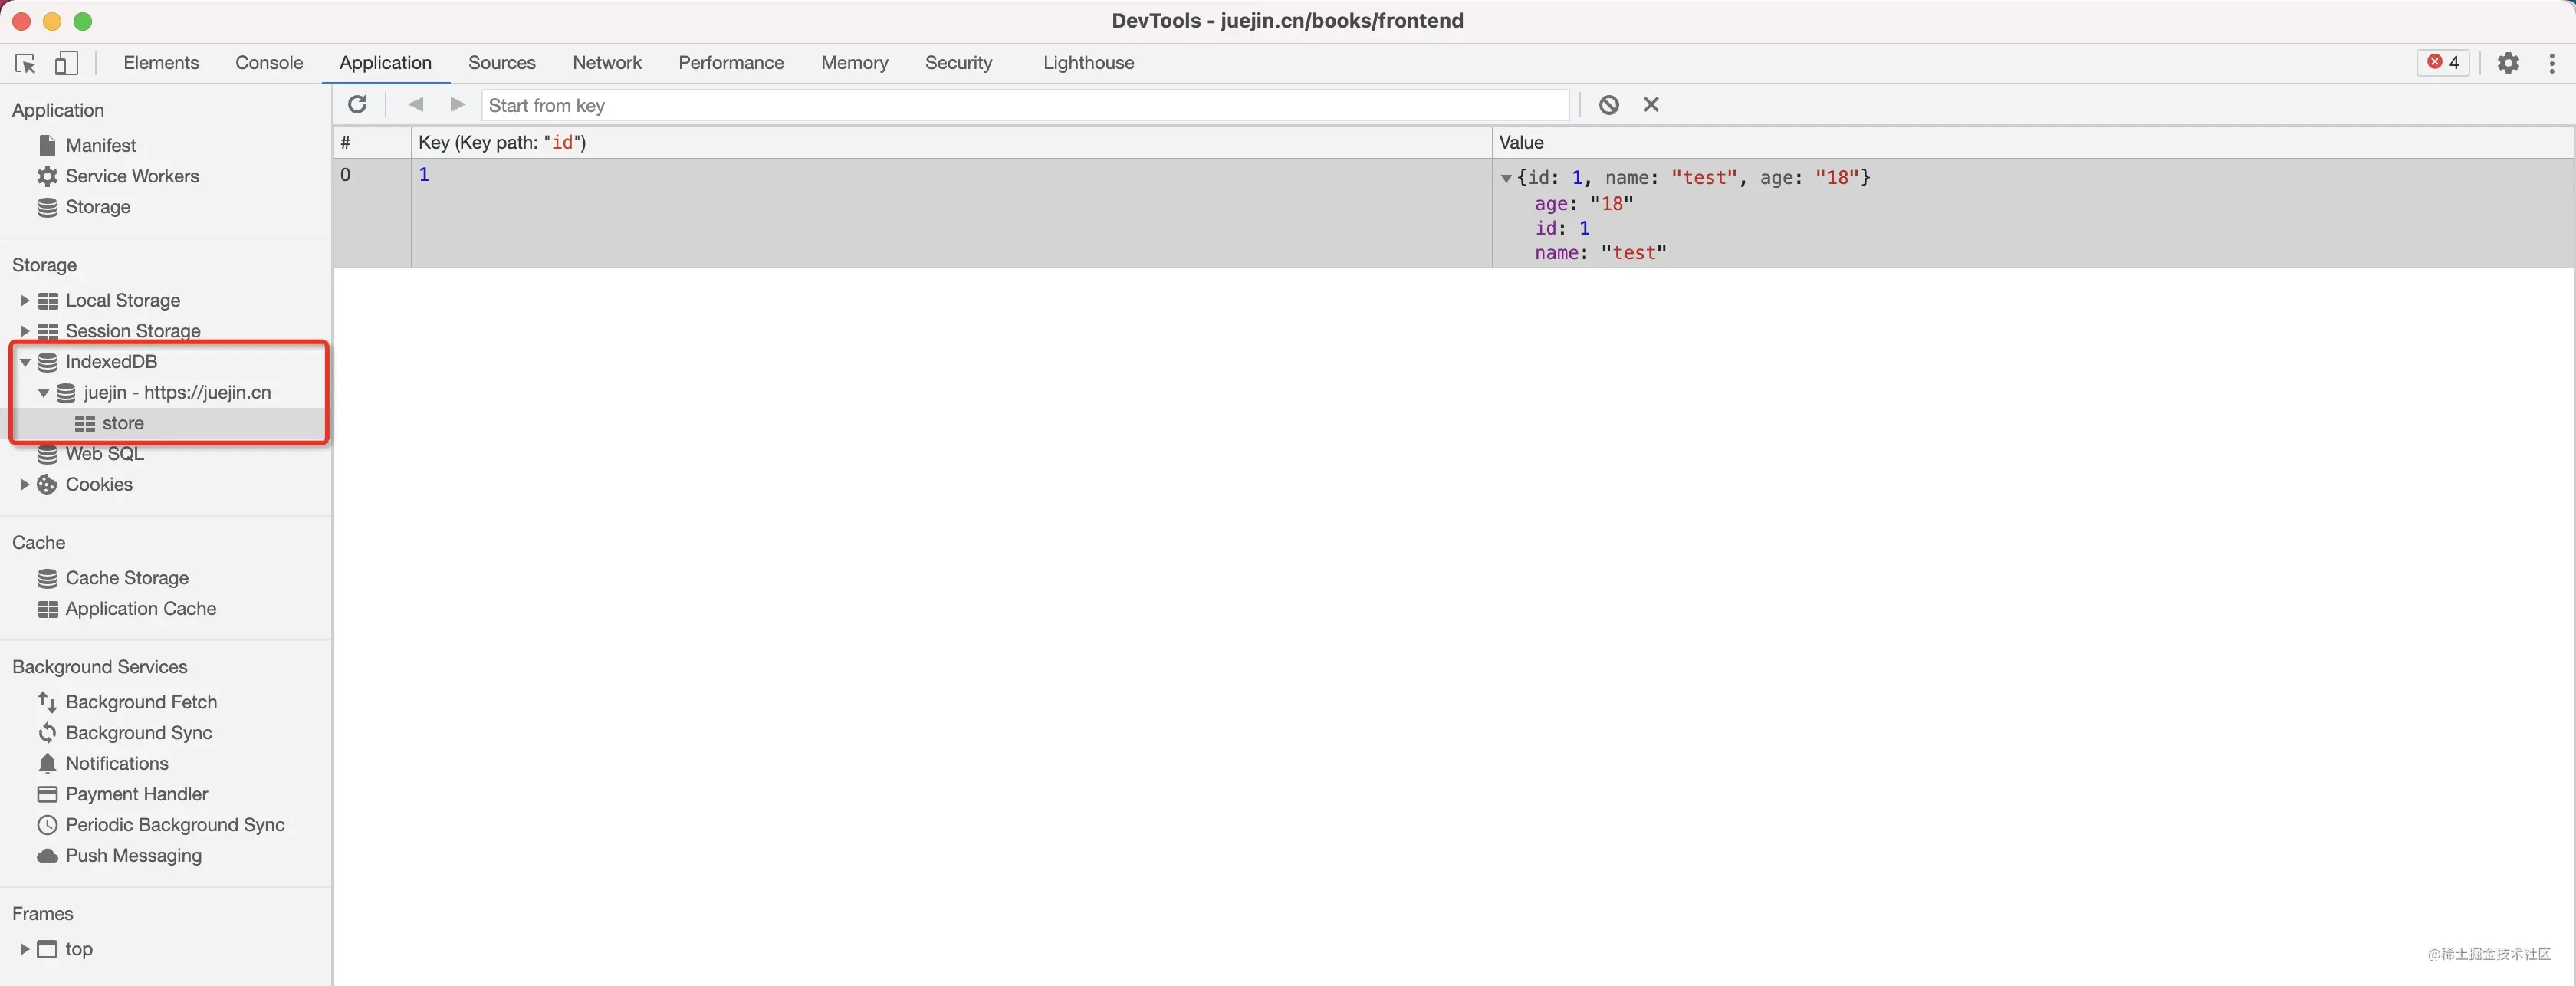 DevTools - juejin.cn/books/frontend
Elements Console Application Sources Network Performance Memory Security Lighthouse 4
Application
Manifest
Service Workers
Storage
Storage
Local Storage
Session Storage
IndexedDB
juejin - https://juejin.cn
store
Web SQL
Cookies
Cache
Cache Storage
Application Cache
Background Services
Background Fetch
Background Sync
Notifications
Payment Handler
Periodic Background Sync
Push Messaging
Frames
top
Start from key
# Key (Key path: "id") Value
0 1 {id: 1, name: "test", age: "18"}
age: "18"
id: 1
name: "test"
@稀土掘金技术社区